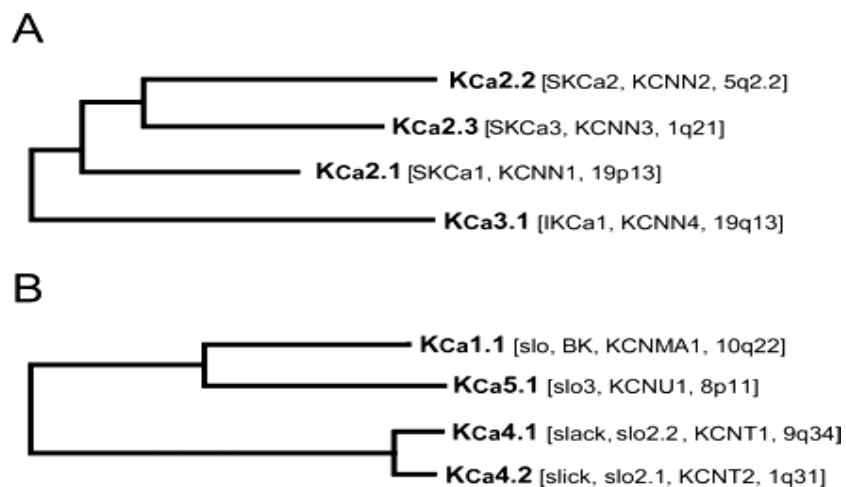 A
KCa2.2 [SKCa2, KCNN2, 5q2.2]
KCa2.3 [SKCa3, KCNN3, 1q21]
KCa2.1 [SKCa1, KCNN1, 19p13]
KCa3.1 [IKCa1, KCNN4, 19q13]
B
KCa1.1 [slo, BK, KCNMA1, 10q22]
KCa5.1 [slo3, KCNU1, 8p11]
KCa4.1 [slack, slo2.2, KCNT1, 9q34]
KCa4.2 [slick, slo2.1, KCNT2, 1q31]